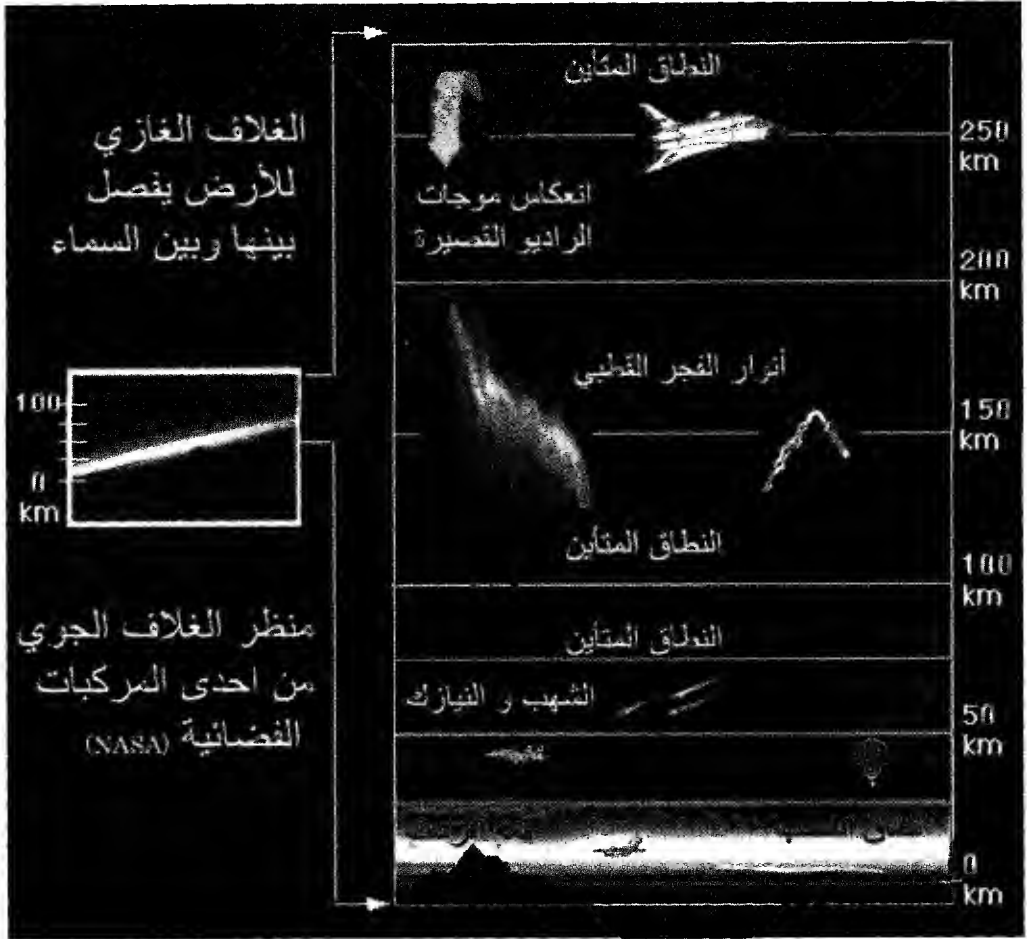 النطاق المتأين
الغلاف الغازي
للأرض يفصل
بينها وبين السماء
250
km
انعكاس موجات
الراديو القصيرة
200
km
أنوار الفجر القطبي
150
km
100
0
km
النطاق المتأين
100
km
منظر الغلاف الجوي
من احدى المركبات
الفضائية (NASA)
النطاق المتأين
الشهب و النيازك
50
km
0
km